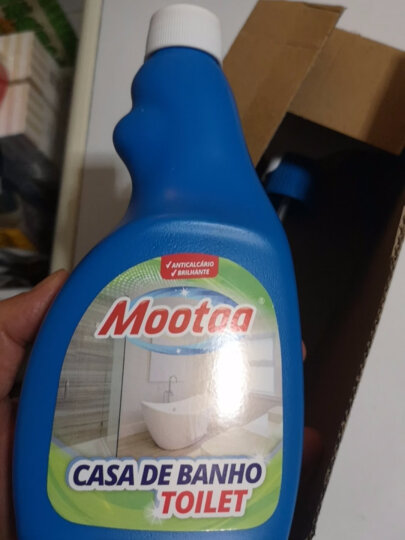 ANTICALCÁRIO
BRILHANTE
Mootaa
CASA DE BANHO
TOILET